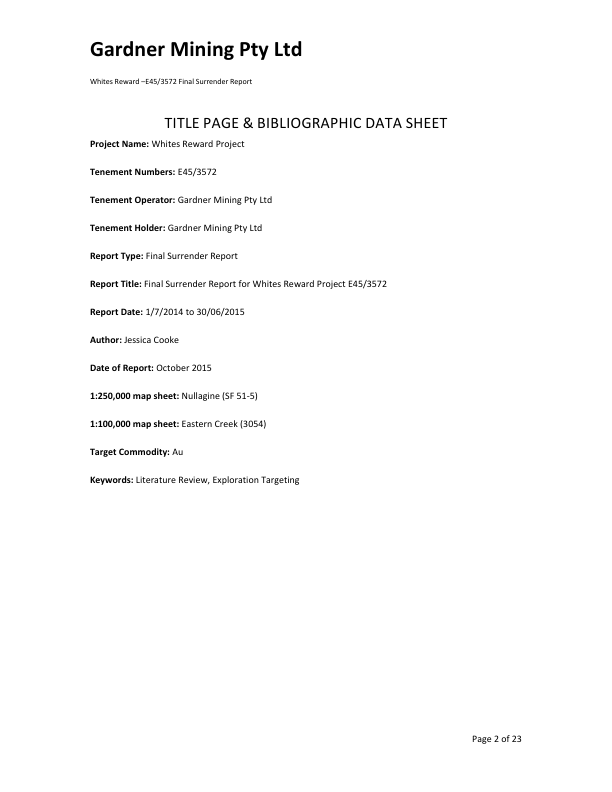 Gardner Mining Pty Ltd
Whites Reward –E45/3572 Final Surrender Report
TITLE PAGE & BIBLIOGRAPHIC DATA SHEET
Project Name: Whites Reward Project
Tenement Numbers: E45/3572
Tenement Operator: Gardner Mining Pty Ltd
Tenement Holder: Gardner Mining Pty Ltd
Report Type: Final Surrender Report
Report Title: Final Surrender Report for Whites Reward Project E45/3572
Report Date: 1/7/2014 to 30/06/2015
Author: Jessica Cooke
Date of Report: October 2015
1:250,000 map sheet: Nullagine (SF 51-5)
1:100,000 map sheet: Eastern Creek (3054)
Target Commodity: Au
Keywords: Literature Review, Exploration Targeting
Page 2 of 23